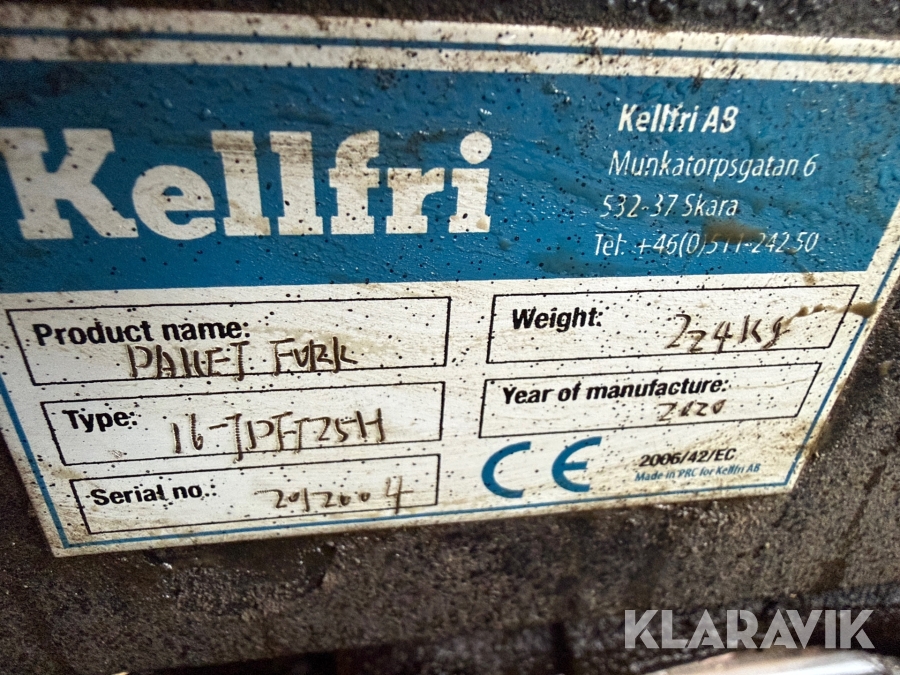 Kellfri
Kellfri AB
Munkatorpsgatan 6
532-37 Skara
Tel: +46(0)511-242 50
Product name: PALLET FORK
Weight: 224kg
Type: 16-JPFT25H
Year of manufacture: 2020
Serial no.: 2012004
CE
2006/42/EC
Made in PRC for Kellfri AB
KLARAVIK